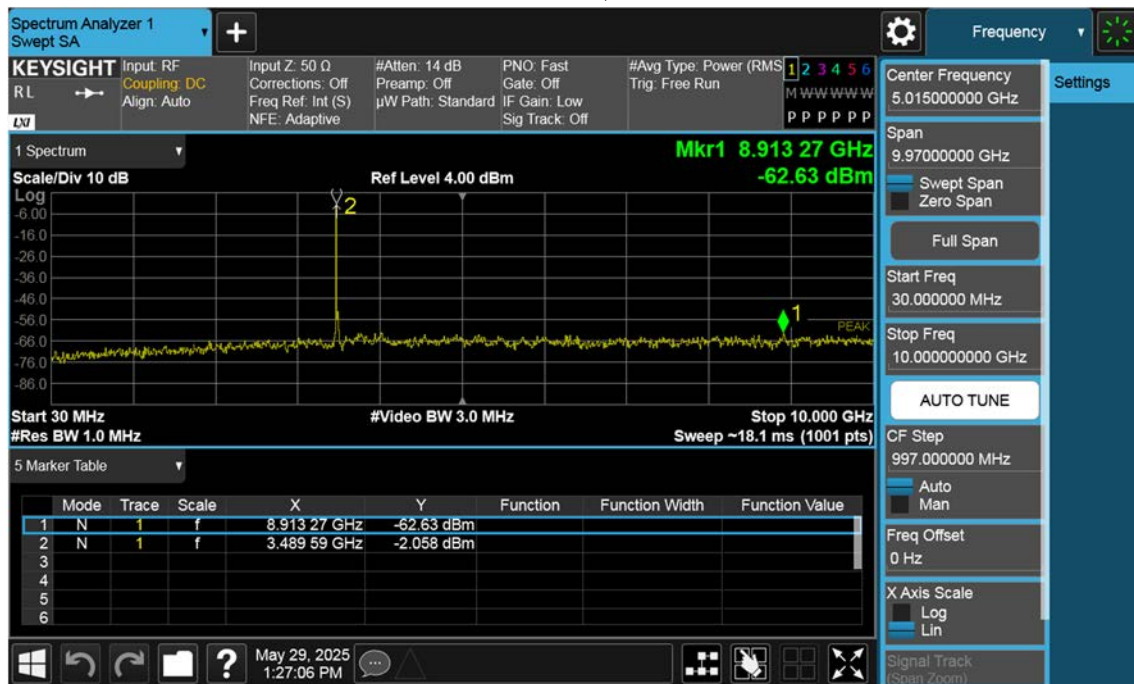 Spectrum Analyzer 1
Swept SA
+
Frequency
KEYSIGHT
RL
LXI
Input: RF
Coupling: DC
Align: Auto
Input Z: 50 Ω
Corrections: Off
Freq Ref: Int (S)
NFE: Adaptive
#Atten: 14 dB
Preamp: Off
µW Path: Standard
PNO: Fast
Gate: Off
IF Gain: Low
Sig Track: Off
#Avg Type: Power (RMS
Trig: Free Run
1 2 3 4 5 6
M W W W W W
P P P P P P
1 Spectrum
Scale/Div 10 dB
Ref Level 4.00 dBm
Mkr1 8.913 27 GHz
-62.63 dBm
Log
-6.00
-16.0
-26.0
-36.0
-46.0
-56.0
-66.0
-76.0
-86.0
2
1
PEAK
Start 30 MHz
#Video BW 3.0 MHz
Stop 10.000 GHz
#Res BW 1.0 MHz
Sweep ~18.1 ms (1001 pts)
5 Marker Table
Mode Trace Scale X Y Function Function Width Function Value
1 N 1 f 8.913 27 GHz -62.63 dBm
2 N 1 f 3.489 59 GHz -2.058 dBm
3
4
5
6
Center Frequency
5.015000000 GHz
Span
9.97000000 GHz
Swept Span
Zero Span
Full Span
Start Freq
30.000000 MHz
Stop Freq
10.000000000 GHz
AUTO TUNE
CF Step
997.000000 MHz
Auto
Man
Freq Offset
0 Hz
X Axis Scale
Log
Lin
Signal Track
(Span Zoom)
Settings
?
May 29, 2025
1:27:06 PM